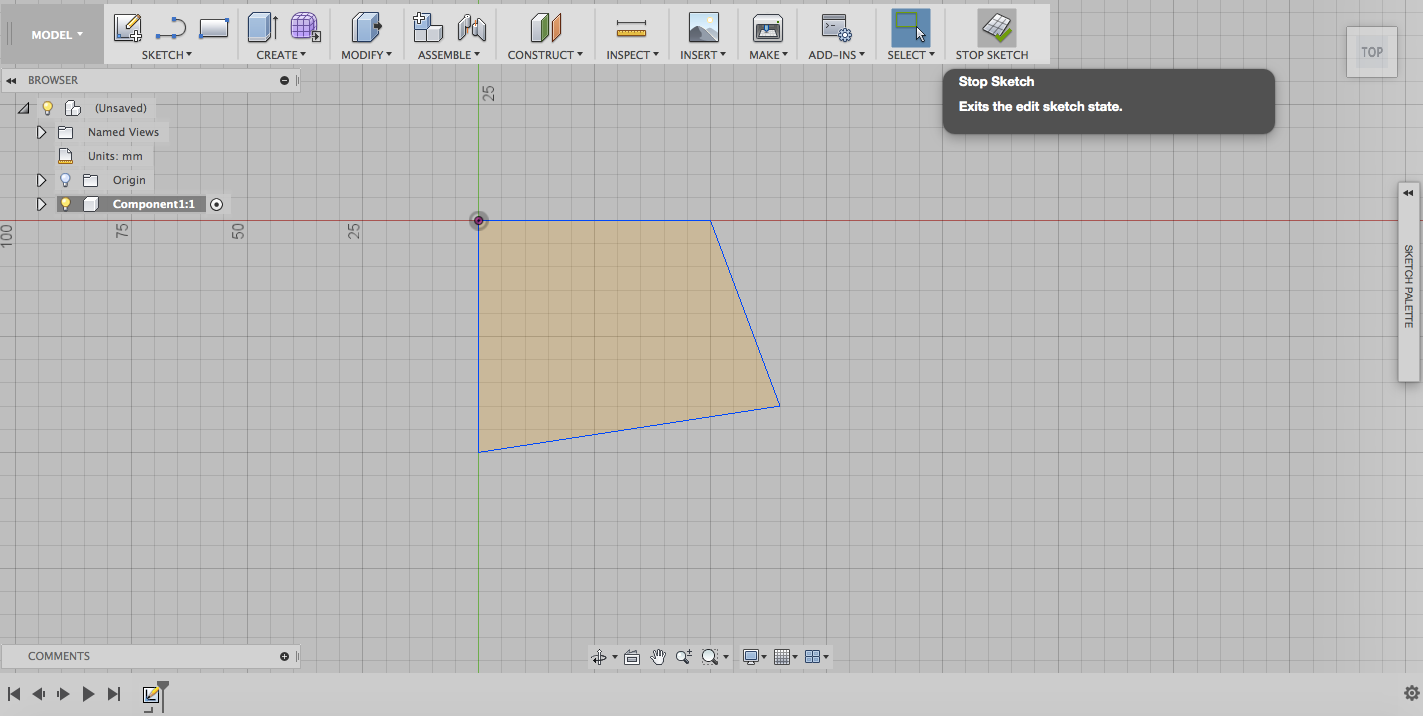 MODEL
SKETCH
CREATE
MODIFY
ASSEMBLE
CONSTRUCT
INSPECT
INSERT
MAKE
ADD-INS
SELECT
STOP SKETCH
TOP
Stop Sketch
Exits the edit sketch state.
BROWSER
(Unsaved)
Named Views
Units: mm
Origin
Component1:1
25
100
75
50
25
SKETCH PALETTE
COMMENTS